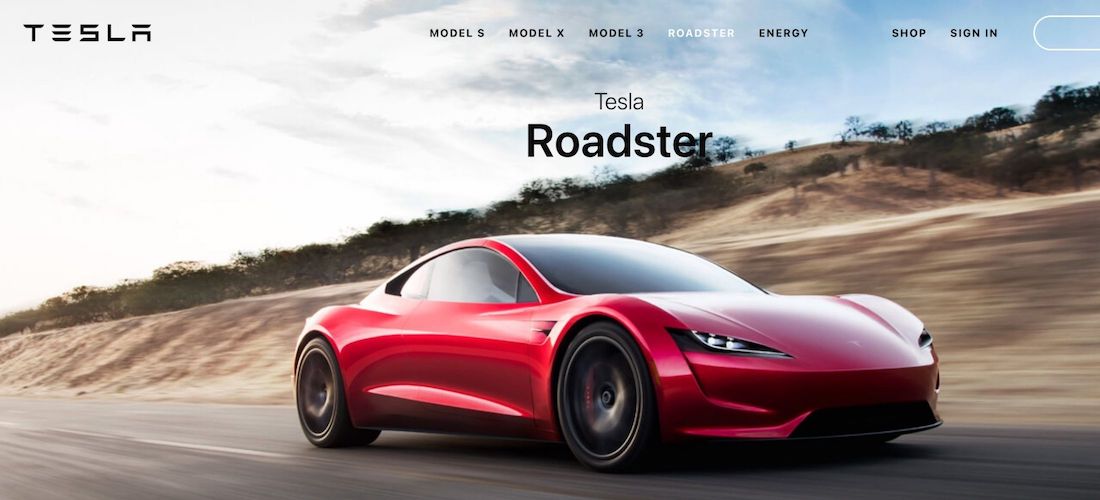 TESLA
MODEL S MODEL X MODEL 3 ROADSTER ENERGY SHOP SIGN IN
Tesla
Roadster